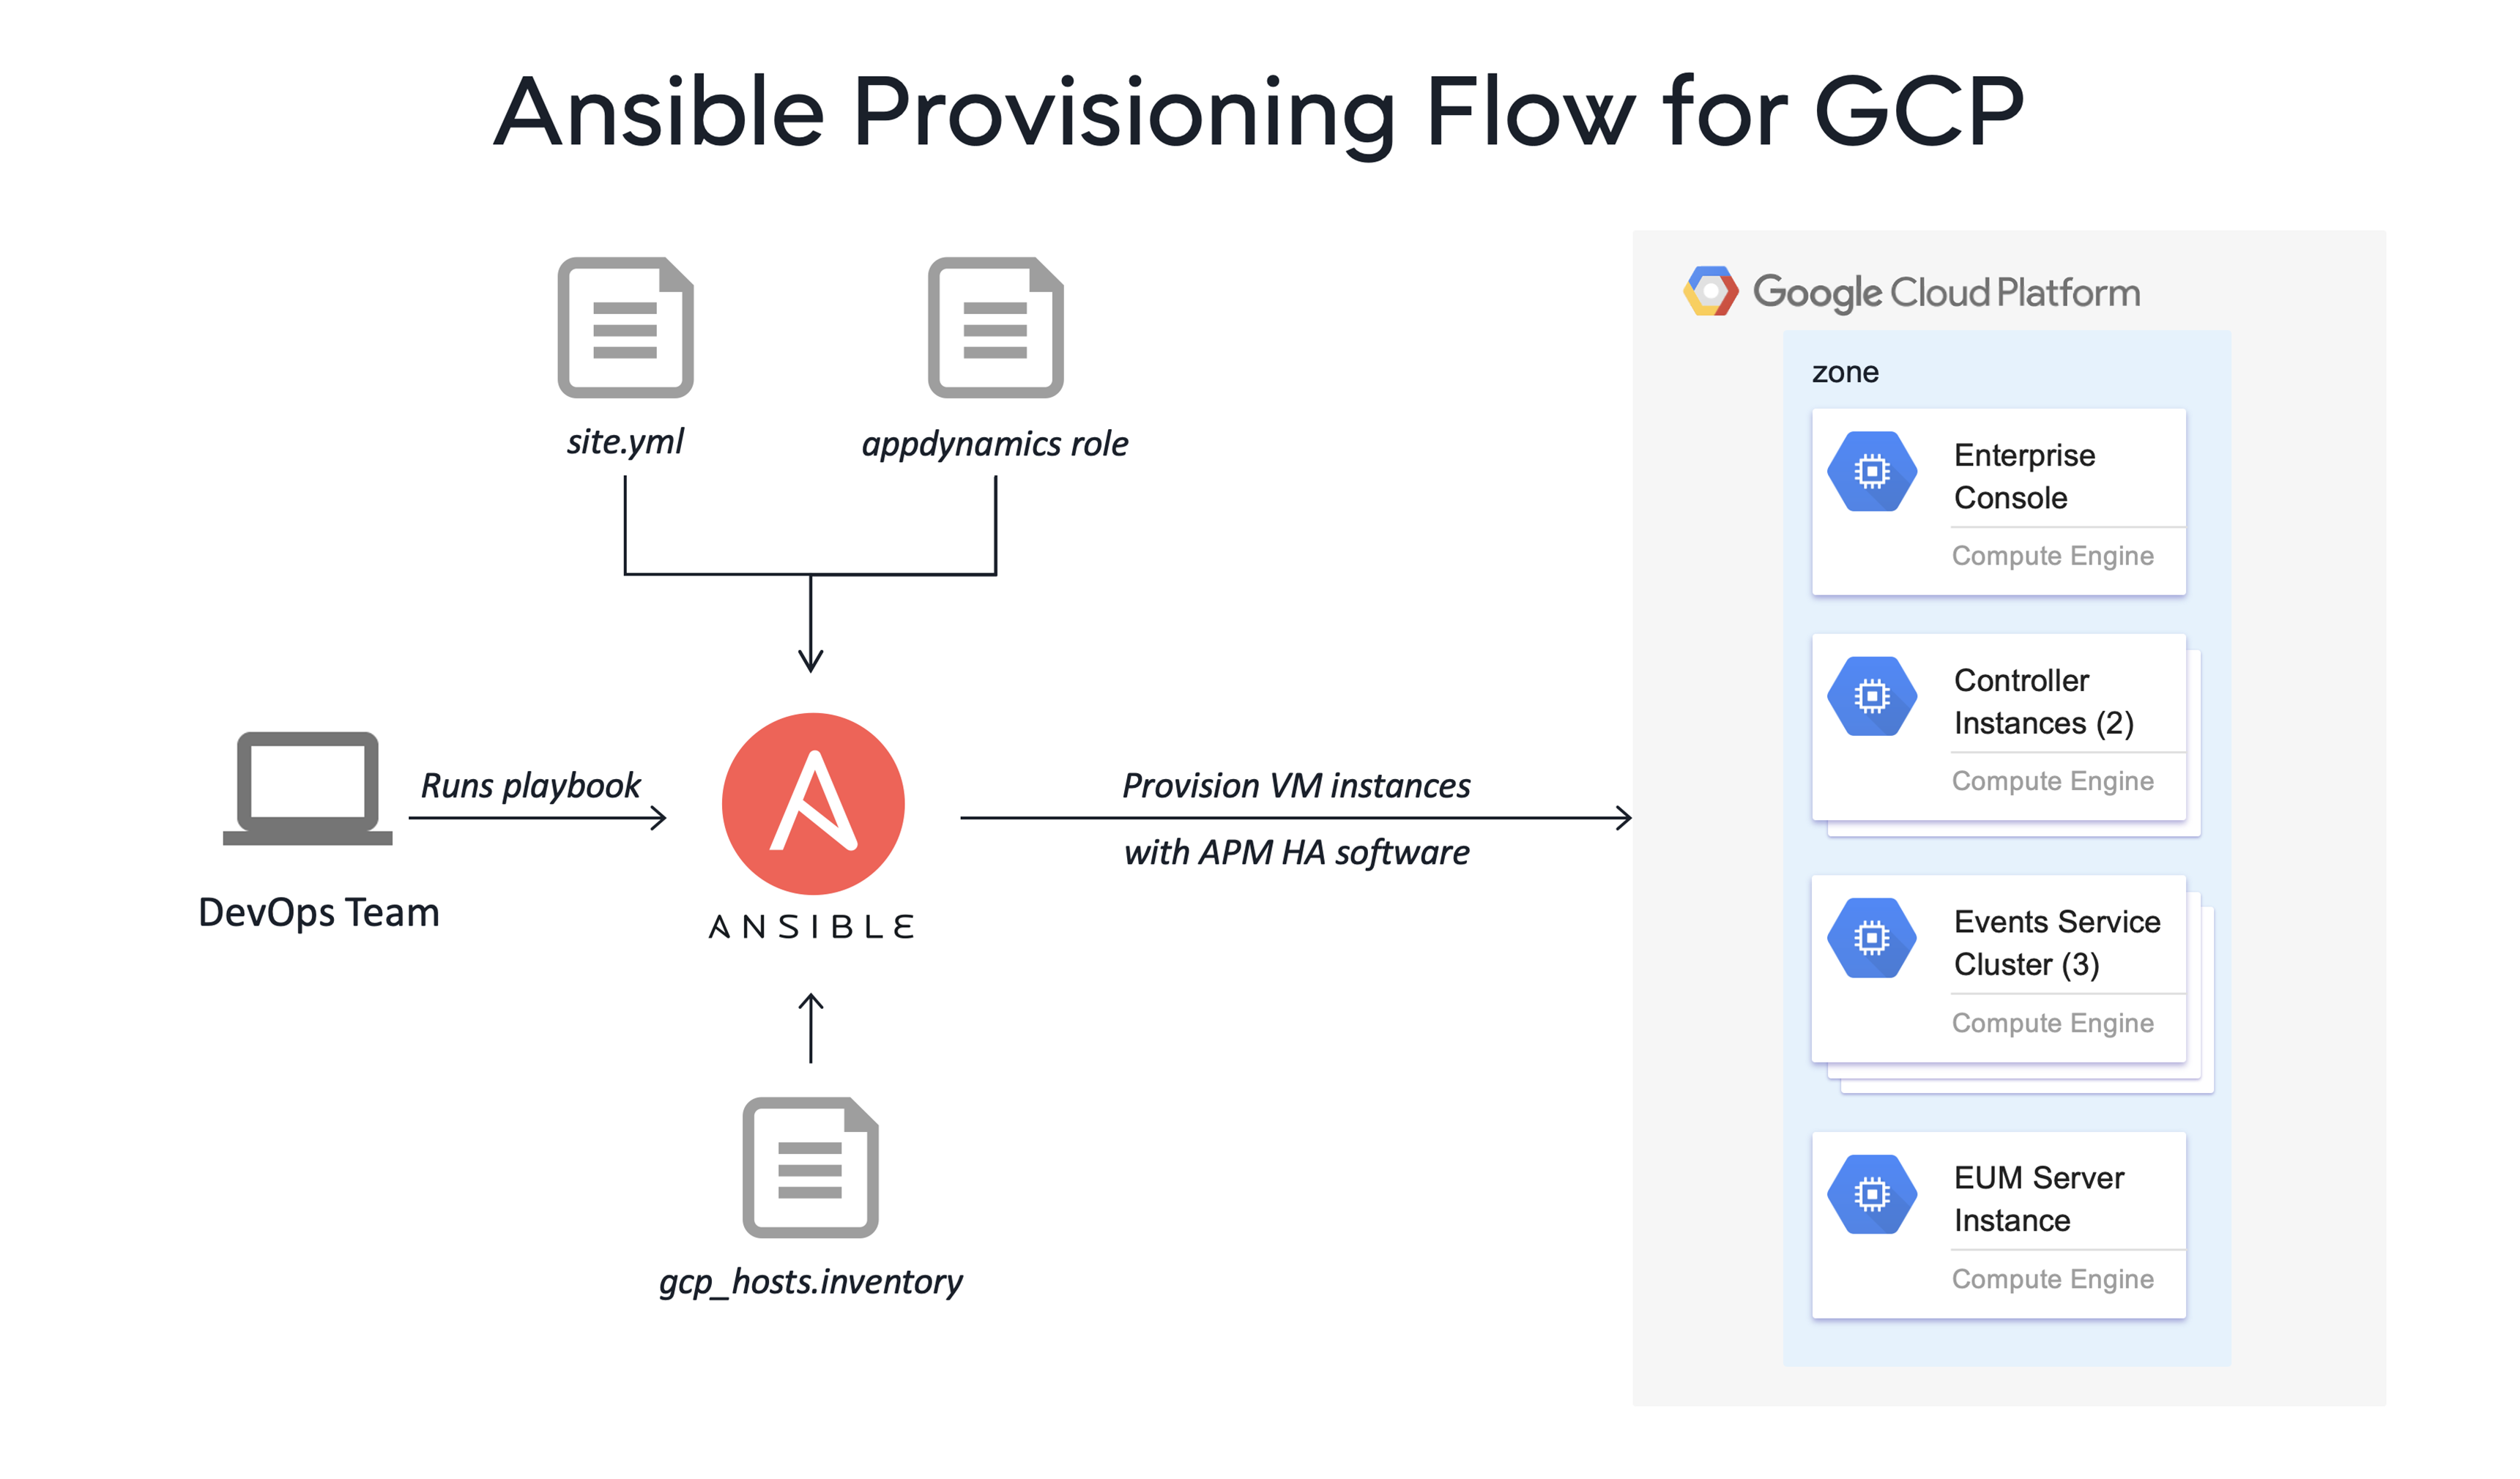 Ansible Provisioning Flow for GCP
site.yml
appdynamics role
Runs playbook
DevOps Team
ANSIBLE
Provision VM instances
with APM HA software
gcp_hosts.inventory
Google Cloud Platform
zone
Enterprise
Console
Compute Engine
Controller
Instances (2)
Compute Engine
Events Service
Cluster (3)
Compute Engine
EUM Server
Instance
Compute Engine